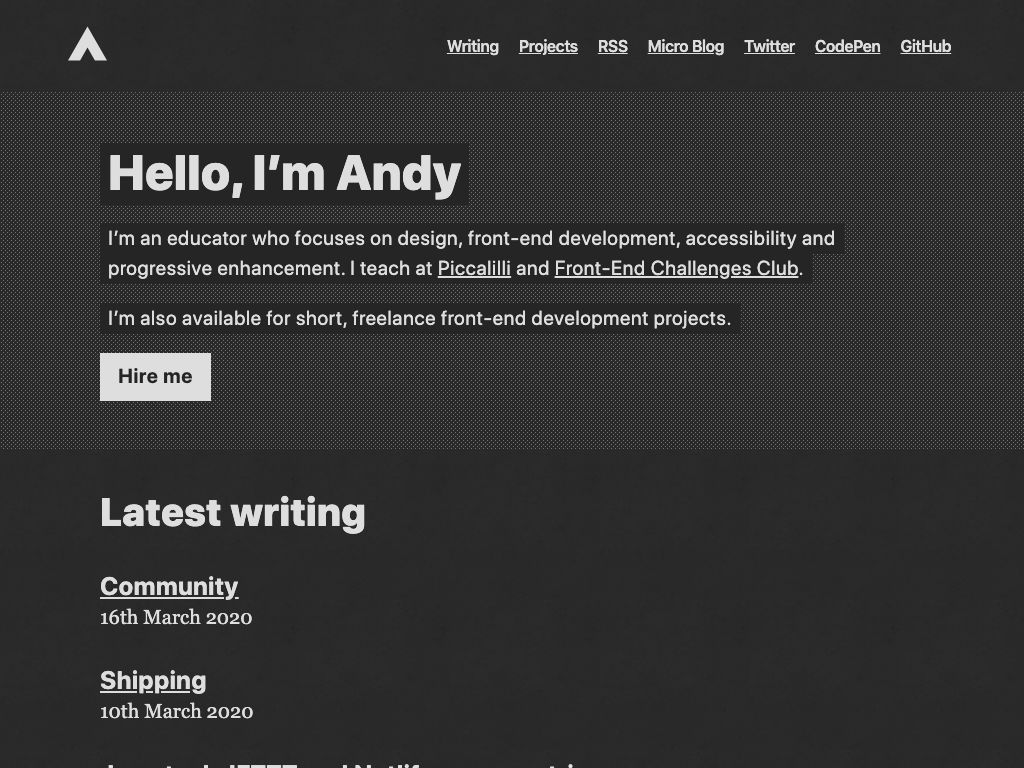 Writing Projects RSS Micro Blog Twitter CodePen GitHub
Hello, I’m Andy
I’m an educator who focuses on design, front-end development, accessibility and
progressive enhancement. I teach at Piccalilli and Front-End Challenges Club.
I’m also available for short, freelance front-end development projects.
Hire me
Latest writing
Community
16th March 2020
Shipping
10th March 2020